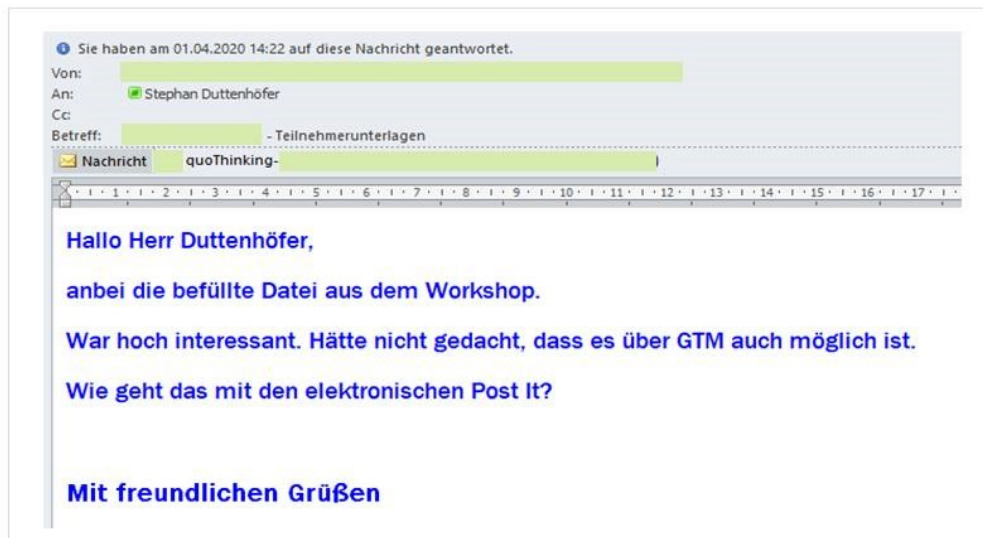 Sie haben am 01.04.2020 14:22 auf diese Nachricht geantwortet.
Von:
An: Stephan Duttenhöfer
Cc:
Betreff: - Teilnehmerunterlagen
Nachricht quoThinking- )
1 2 3 4 5 6 7 8 9 10 11 12 13 14 15 16 17
Hallo Herr Duttenhöfer,
anbei die befüllte Datei aus dem Workshop.
War hoch interessant. Hätte nicht gedacht, dass es über GTM auch möglich ist.
Wie geht das mit den elektronischen Post It?
Mit freundlichen Grüßen